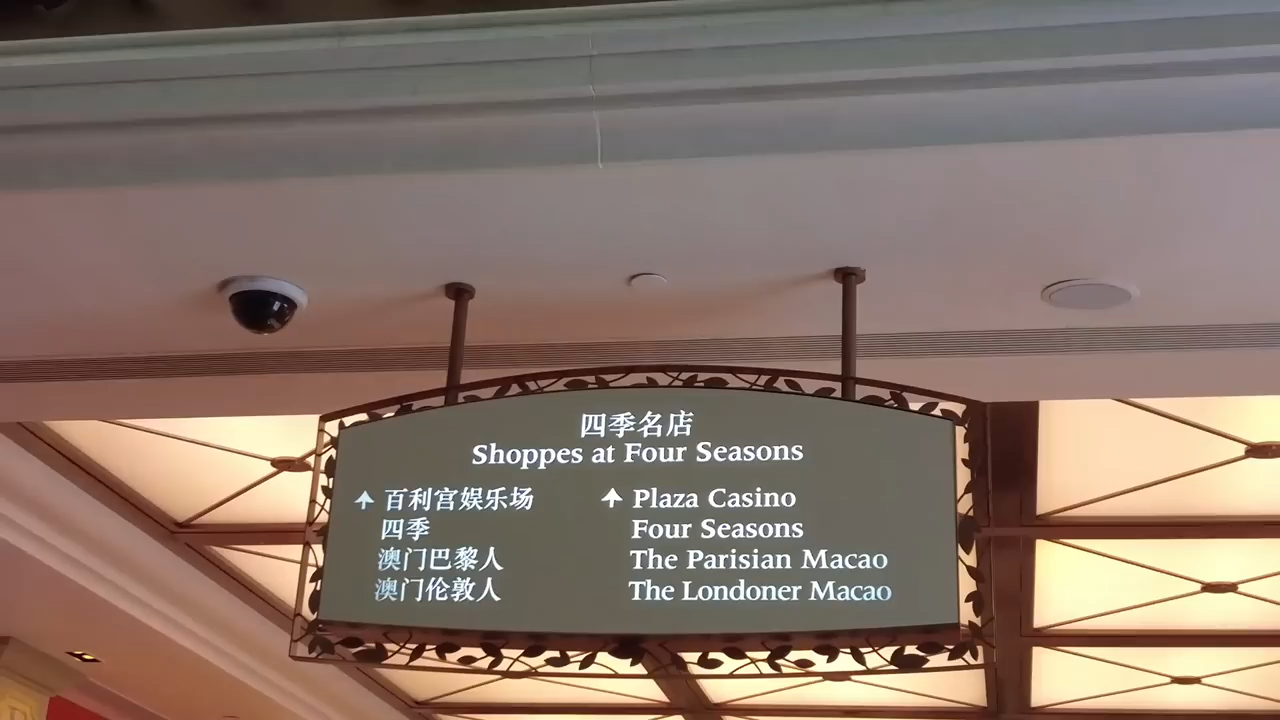 四季名店
Shoppes at Four Seasons
百利宫娱乐场
四季
澳门巴黎人
澳门伦敦人
Plaza Casino
Four Seasons
The Parisian Macao
The Londoner Macao